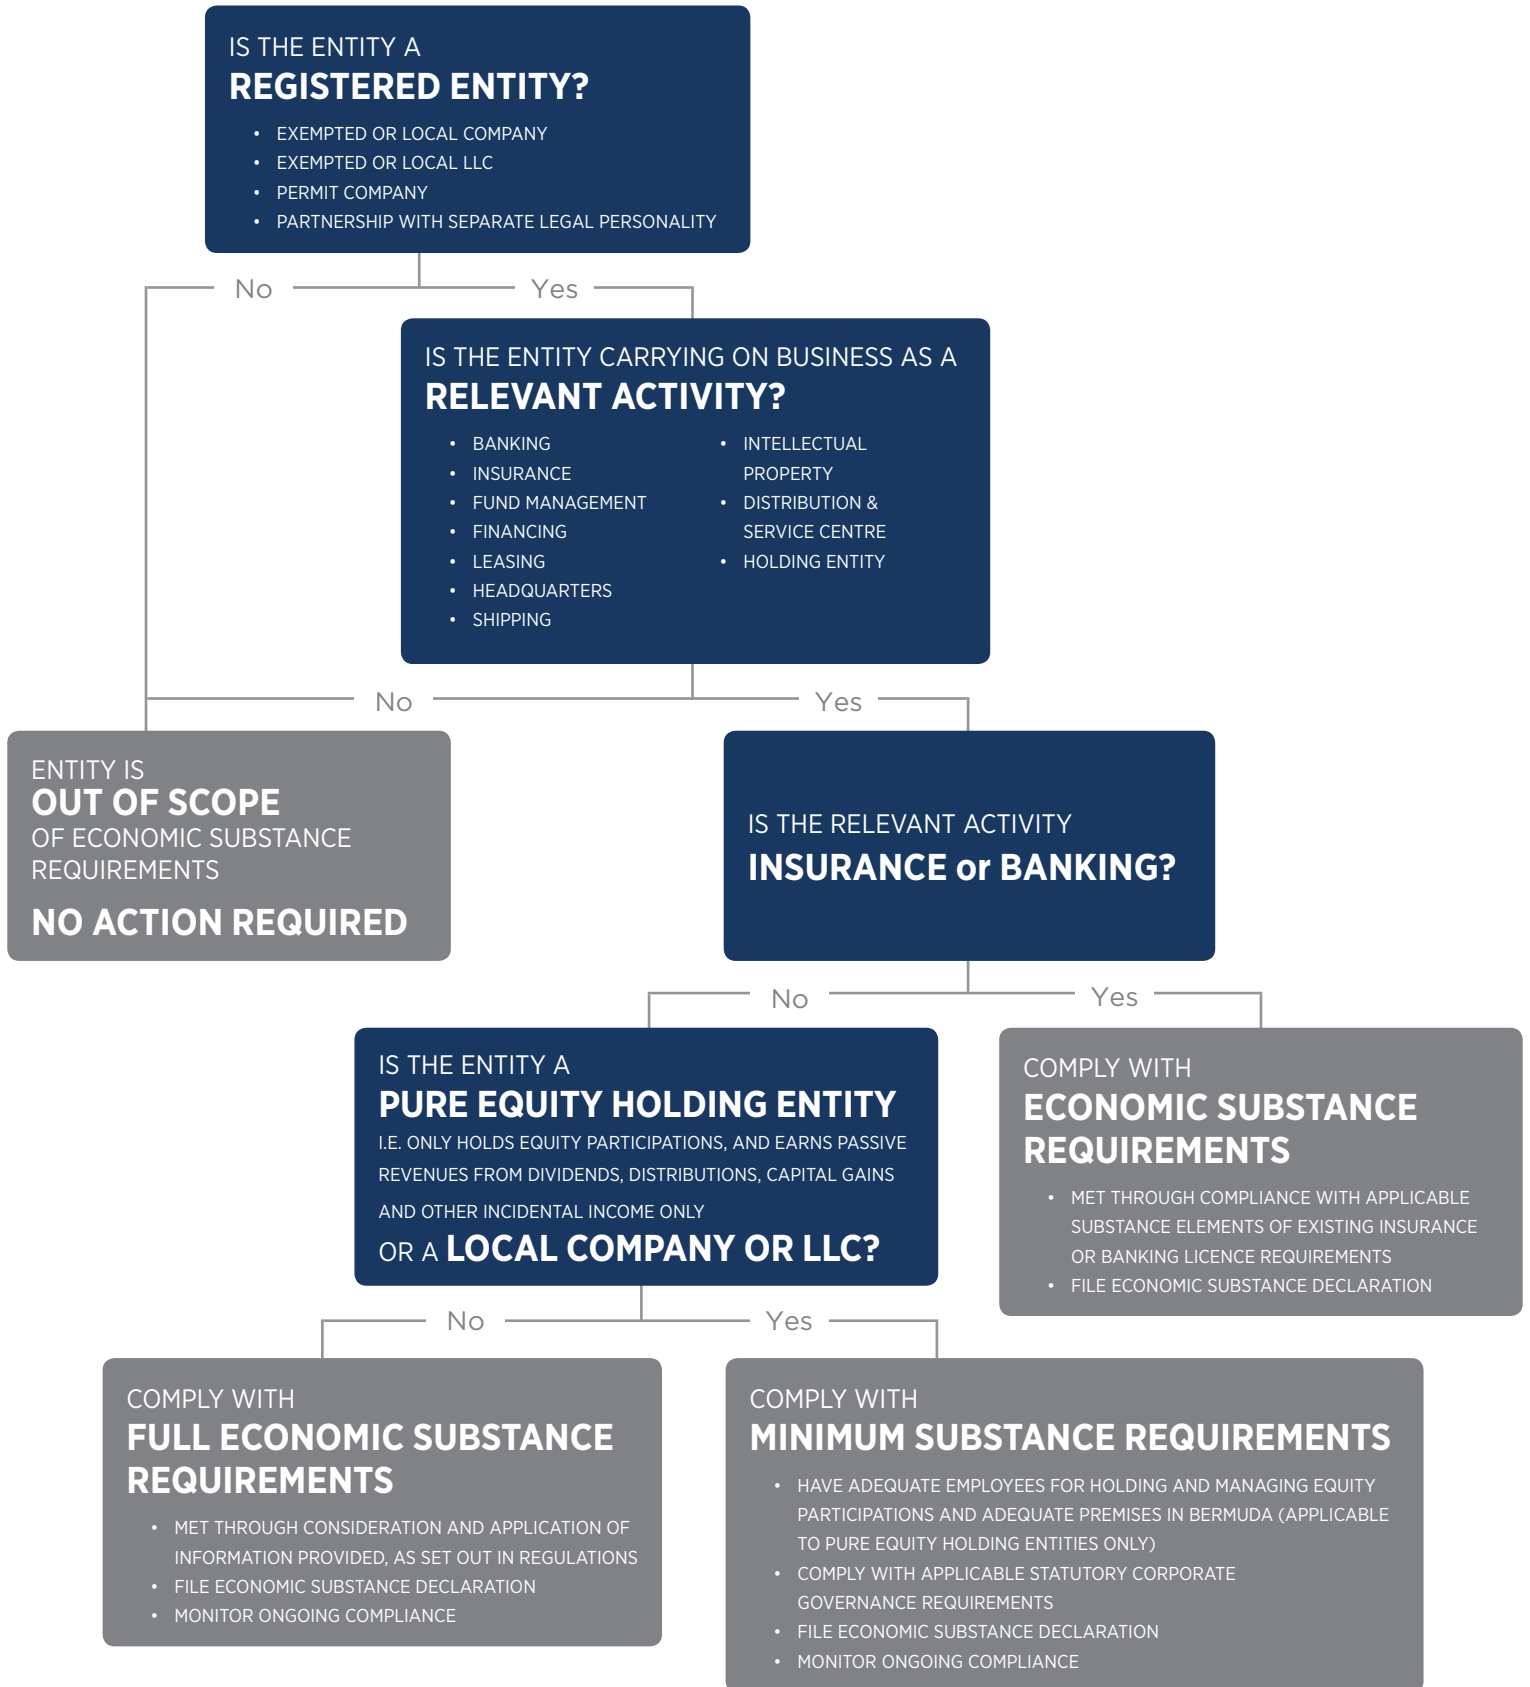 IS THE ENTITY A
REGISTERED ENTITY?
• EXEMPTED OR LOCAL COMPANY
• EXEMPTED OR LOCAL LLC
• PERMIT COMPANY
• PARTNERSHIP WITH SEPARATE LEGAL PERSONALITY
No
Yes
IS THE ENTITY CARRYING ON BUSINESS AS A
RELEVANT ACTIVITY?
• BANKING
• INSURANCE
• FUND MANAGEMENT
• FINANCING
• LEASING
• HEADQUARTERS
• SHIPPING
• INTELLECTUAL
PROPERTY
• DISTRIBUTION &
SERVICE CENTRE
• HOLDING ENTITY
No
Yes
ENTITY IS
OUT OF SCOPE
OF ECONOMIC SUBSTANCE
REQUIREMENTS
NO ACTION REQUIRED
IS THE RELEVANT ACTIVITY
INSURANCE or BANKING?
No
Yes
IS THE ENTITY A
PURE EQUITY HOLDING ENTITY
I.E. ONLY HOLDS EQUITY PARTICIPATIONS, AND EARNS PASSIVE
REVENUES FROM DIVIDENDS, DISTRIBUTIONS, CAPITAL GAINS
AND OTHER INCIDENTAL INCOME ONLY
OR A LOCAL COMPANY OR LLC?
COMPLY WITH
ECONOMIC SUBSTANCE
REQUIREMENTS
• MET THROUGH COMPLIANCE WITH APPLICABLE
SUBSTANCE ELEMENTS OF EXISTING INSURANCE
OR BANKING LICENCE REQUIREMENTS
• FILE ECONOMIC SUBSTANCE DECLARATION
No
Yes
COMPLY WITH
FULL ECONOMIC SUBSTANCE
REQUIREMENTS
• MET THROUGH CONSIDERATION AND APPLICATION OF
INFORMATION PROVIDED, AS SET OUT IN REGULATIONS
• FILE ECONOMIC SUBSTANCE DECLARATION
• MONITOR ONGOING COMPLIANCE
COMPLY WITH
MINIMUM SUBSTANCE REQUIREMENTS
• HAVE ADEQUATE EMPLOYEES FOR HOLDING AND MANAGING EQUITY
PARTICIPATIONS AND ADEQUATE PREMISES IN BERMUDA (APPLICABLE
TO PURE EQUITY HOLDING ENTITIES ONLY)
• COMPLY WITH APPLICABLE STATUTORY CORPORATE
GOVERNANCE REQUIREMENTS
• FILE ECONOMIC SUBSTANCE DECLARATION
• MONITOR ONGOING COMPLIANCE